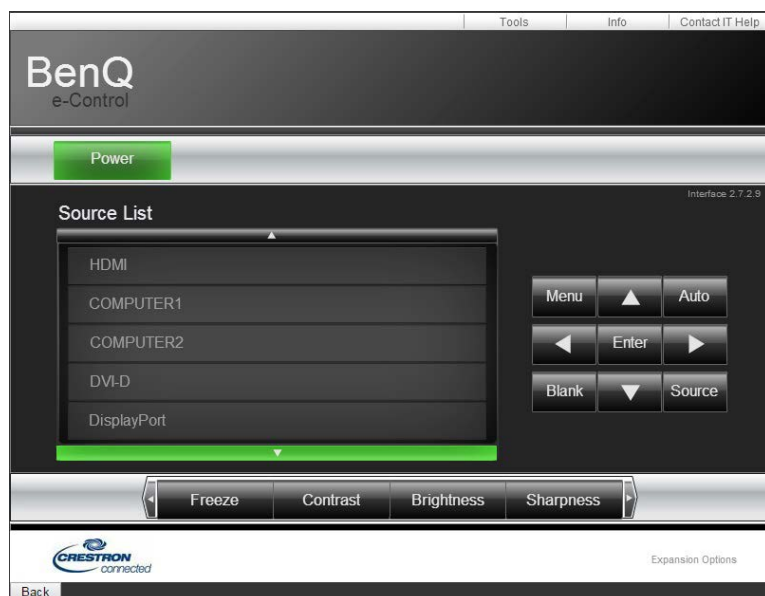 Tools Info Contact IT Help
BenQ
e-Control
Power
Interface 2.7.2.9
Source List
HDMI
COMPUTER1
COMPUTER2
DVI-D
DisplayPort
Menu Auto
Enter
Blank Source
Freeze Contrast Brightness Sharpness
CRESTRON
connected
Expansion Options
Back